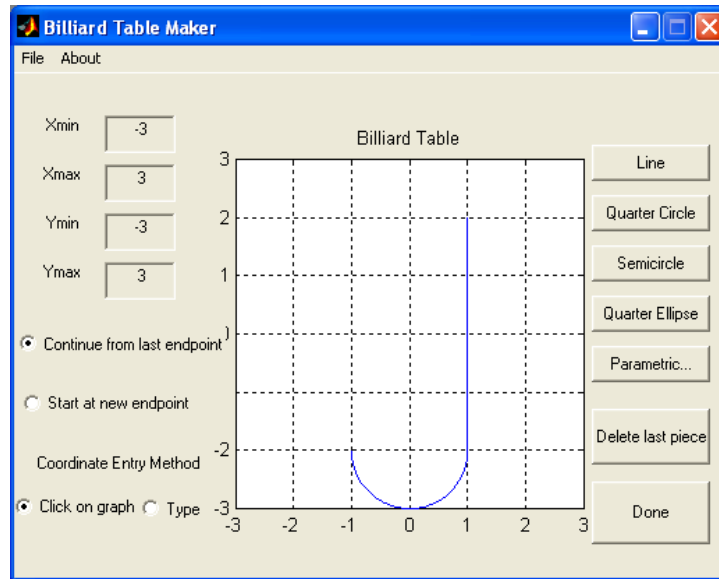 Billiard Table Maker
File About
Xmin -3
Xmax 3
Ymin -3
Ymax 3
Continue from last endpoint
Start at new endpoint
Coordinate Entry Method
Click on graph Type
Billiard Table
3
2
1
-2
-3
-3 -2 -1 0 1 2 3
Line
Quarter Circle
Semicircle
Quarter Ellipse
Parametric...
Delete last piece
Done